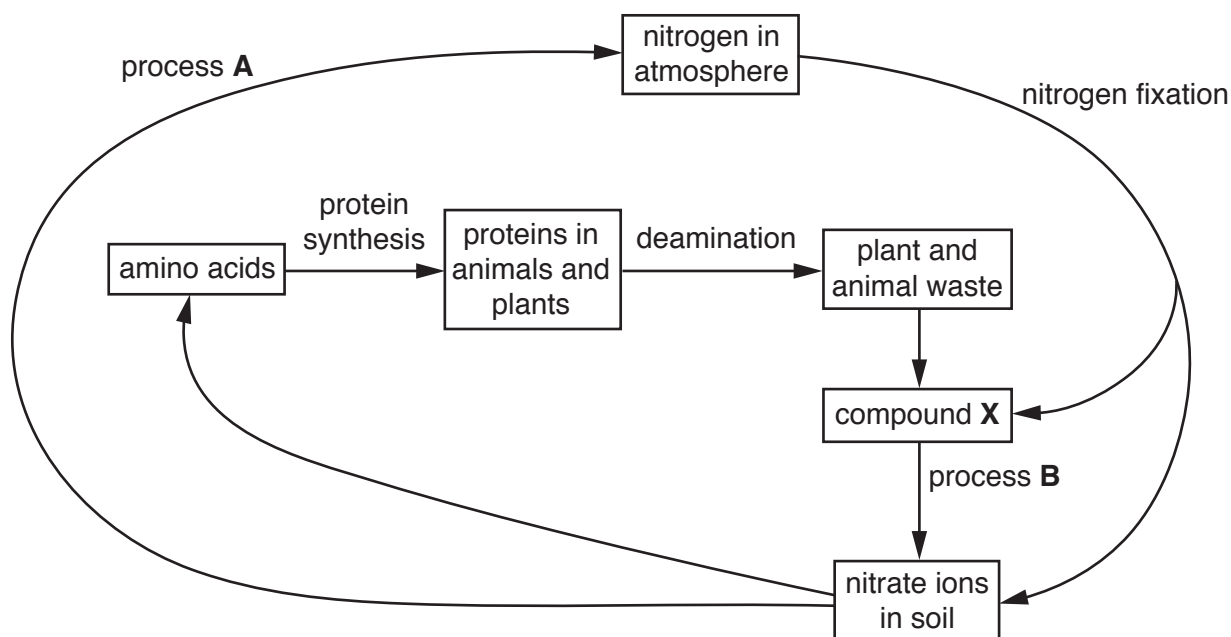 process A
nitrogen in
atmosphere
nitrogen fixation
amino acids
protein
synthesis
proteins in
animals and
plants
deamination
plant and
animal waste
compound X
process B
nitrate ions
in soil